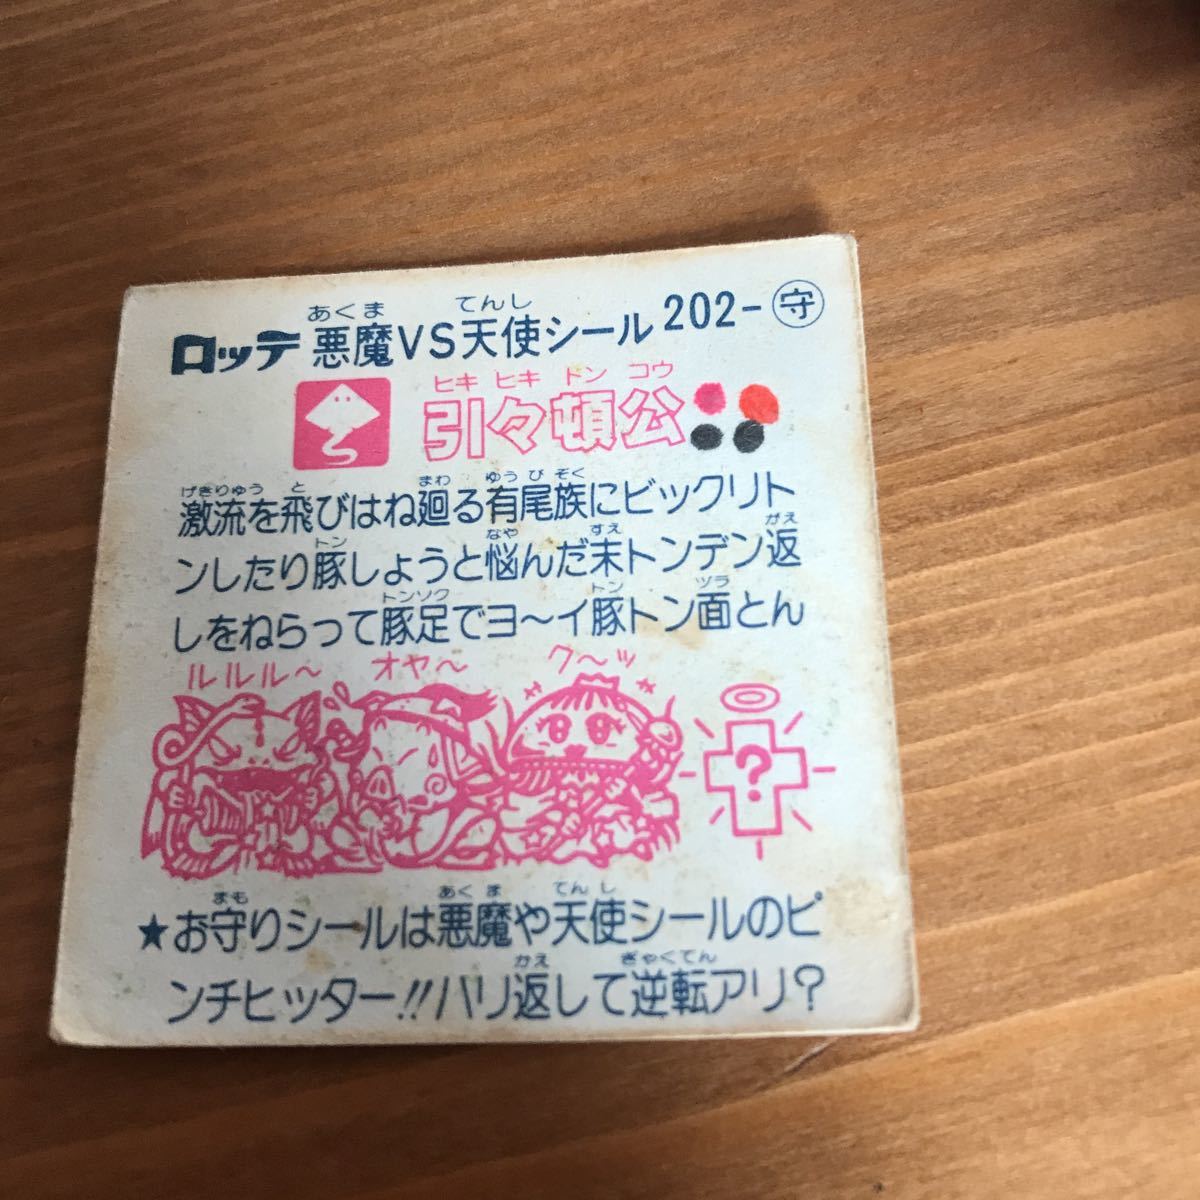 ロッテ 悪魔VS天使シール 202-守
あくま てんし
ヒキ ヒキ トン コウ
引々頓公
げきりゅう と まわ ゆう び ぞく
激流を飛びはね廻る有尾族にビックリト
トン なや すえ がえ
ンしたり豚しようと悩んだ末トンデン返
トンソク トン ツラ
しをねらって豚足でヨ〜イ豚トン面とん
ルルル〜 オヤ〜 ク〜ッ
?
まも あく ま てん し
★お守りシールは悪魔や天使シールのピ
かえ ぎゃくてん
ンチヒッター!!ハリ返して逆転アリ?